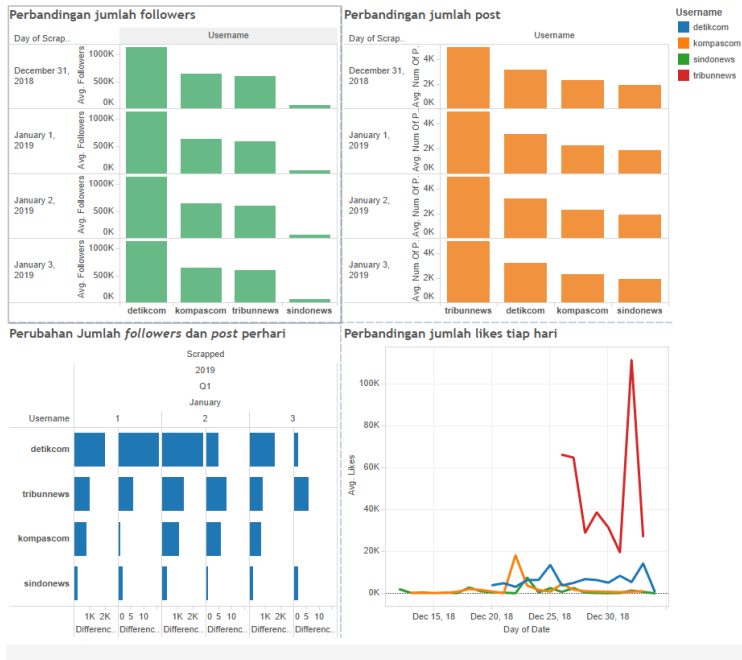 Perbandingan jumlah followers
Day of Scrap..
Username
December 31, 2018
Avg. Followers
1000K
500K
0K
January 1, 2019
Avg. Followers
1000K
500K
0K
January 2, 2019
Avg. Followers
1000K
500K
0K
January 3, 2019
Avg. Followers
1000K
500K
0K
detikcom kompascom tribunnews sindonews
Perbandingan jumlah post
Day of Scrap..
Username
December 31, 2018
Avg. Num Of P..
4K
2K
0K
January 1, 2019
Avg. Num Of P..
4K
2K
0K
January 2, 2019
Avg. Num Of P..
4K
2K
0K
January 3, 2019
Avg. Num Of P..
4K
2K
0K
tribunnews detikcom kompascom sindonews
Username
detikcom
kompascom
sindonews
tribunnews
Perubahan Jumlah followers dan post perhari
Scrapped
2019
Q1
January
Username 1 2 3
detikcom
tribunnews
kompascom
sindonews
1K 2K 0 5 10 1K 2K 0 5 10 1K 2K 0 5 10
Differenc.. Differenc.. Differenc.. Differenc.. Differenc.. Differenc..
Perbandingan jumlah likes tiap hari
Avg. Likes
100K
80K
60K
40K
20K
0K
Dec 15, 18 Dec 20, 18 Dec 25, 18 Dec 30, 18
Day of Date